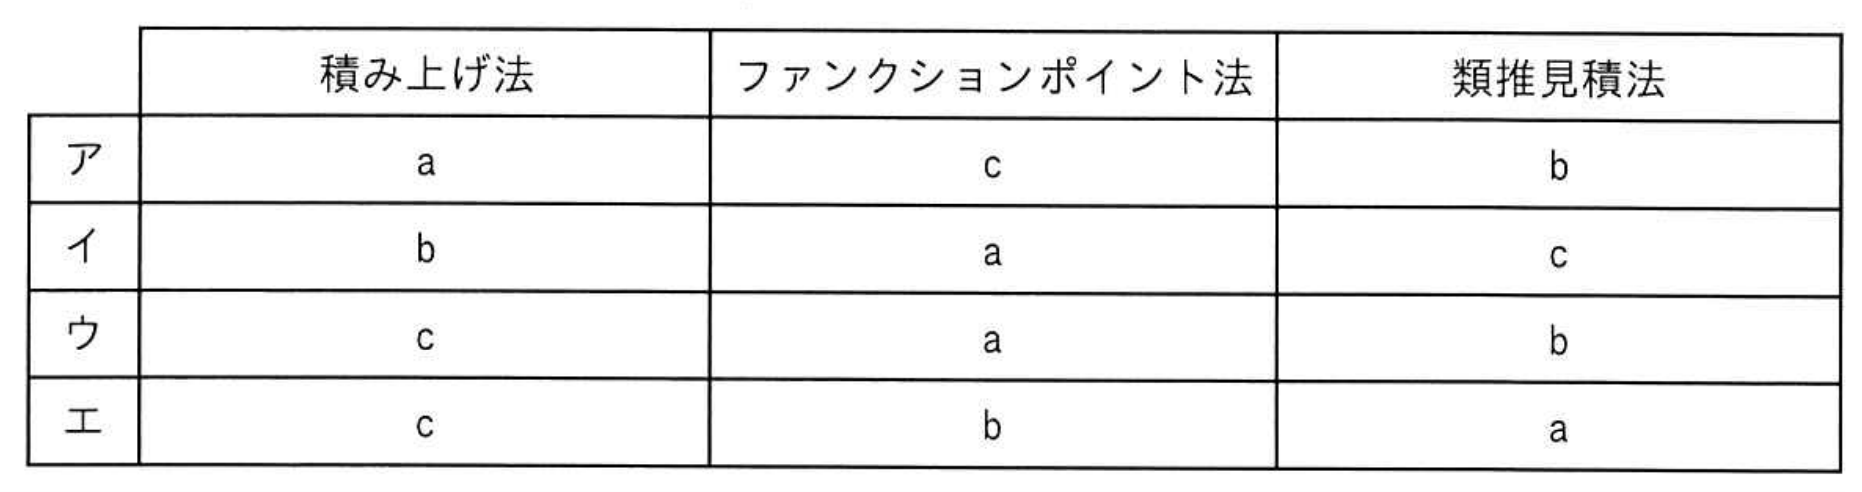 積み上げ法 ファンクションポイント法 類推見積法
ア a c b
イ b a c
ウ c a b
エ c b a